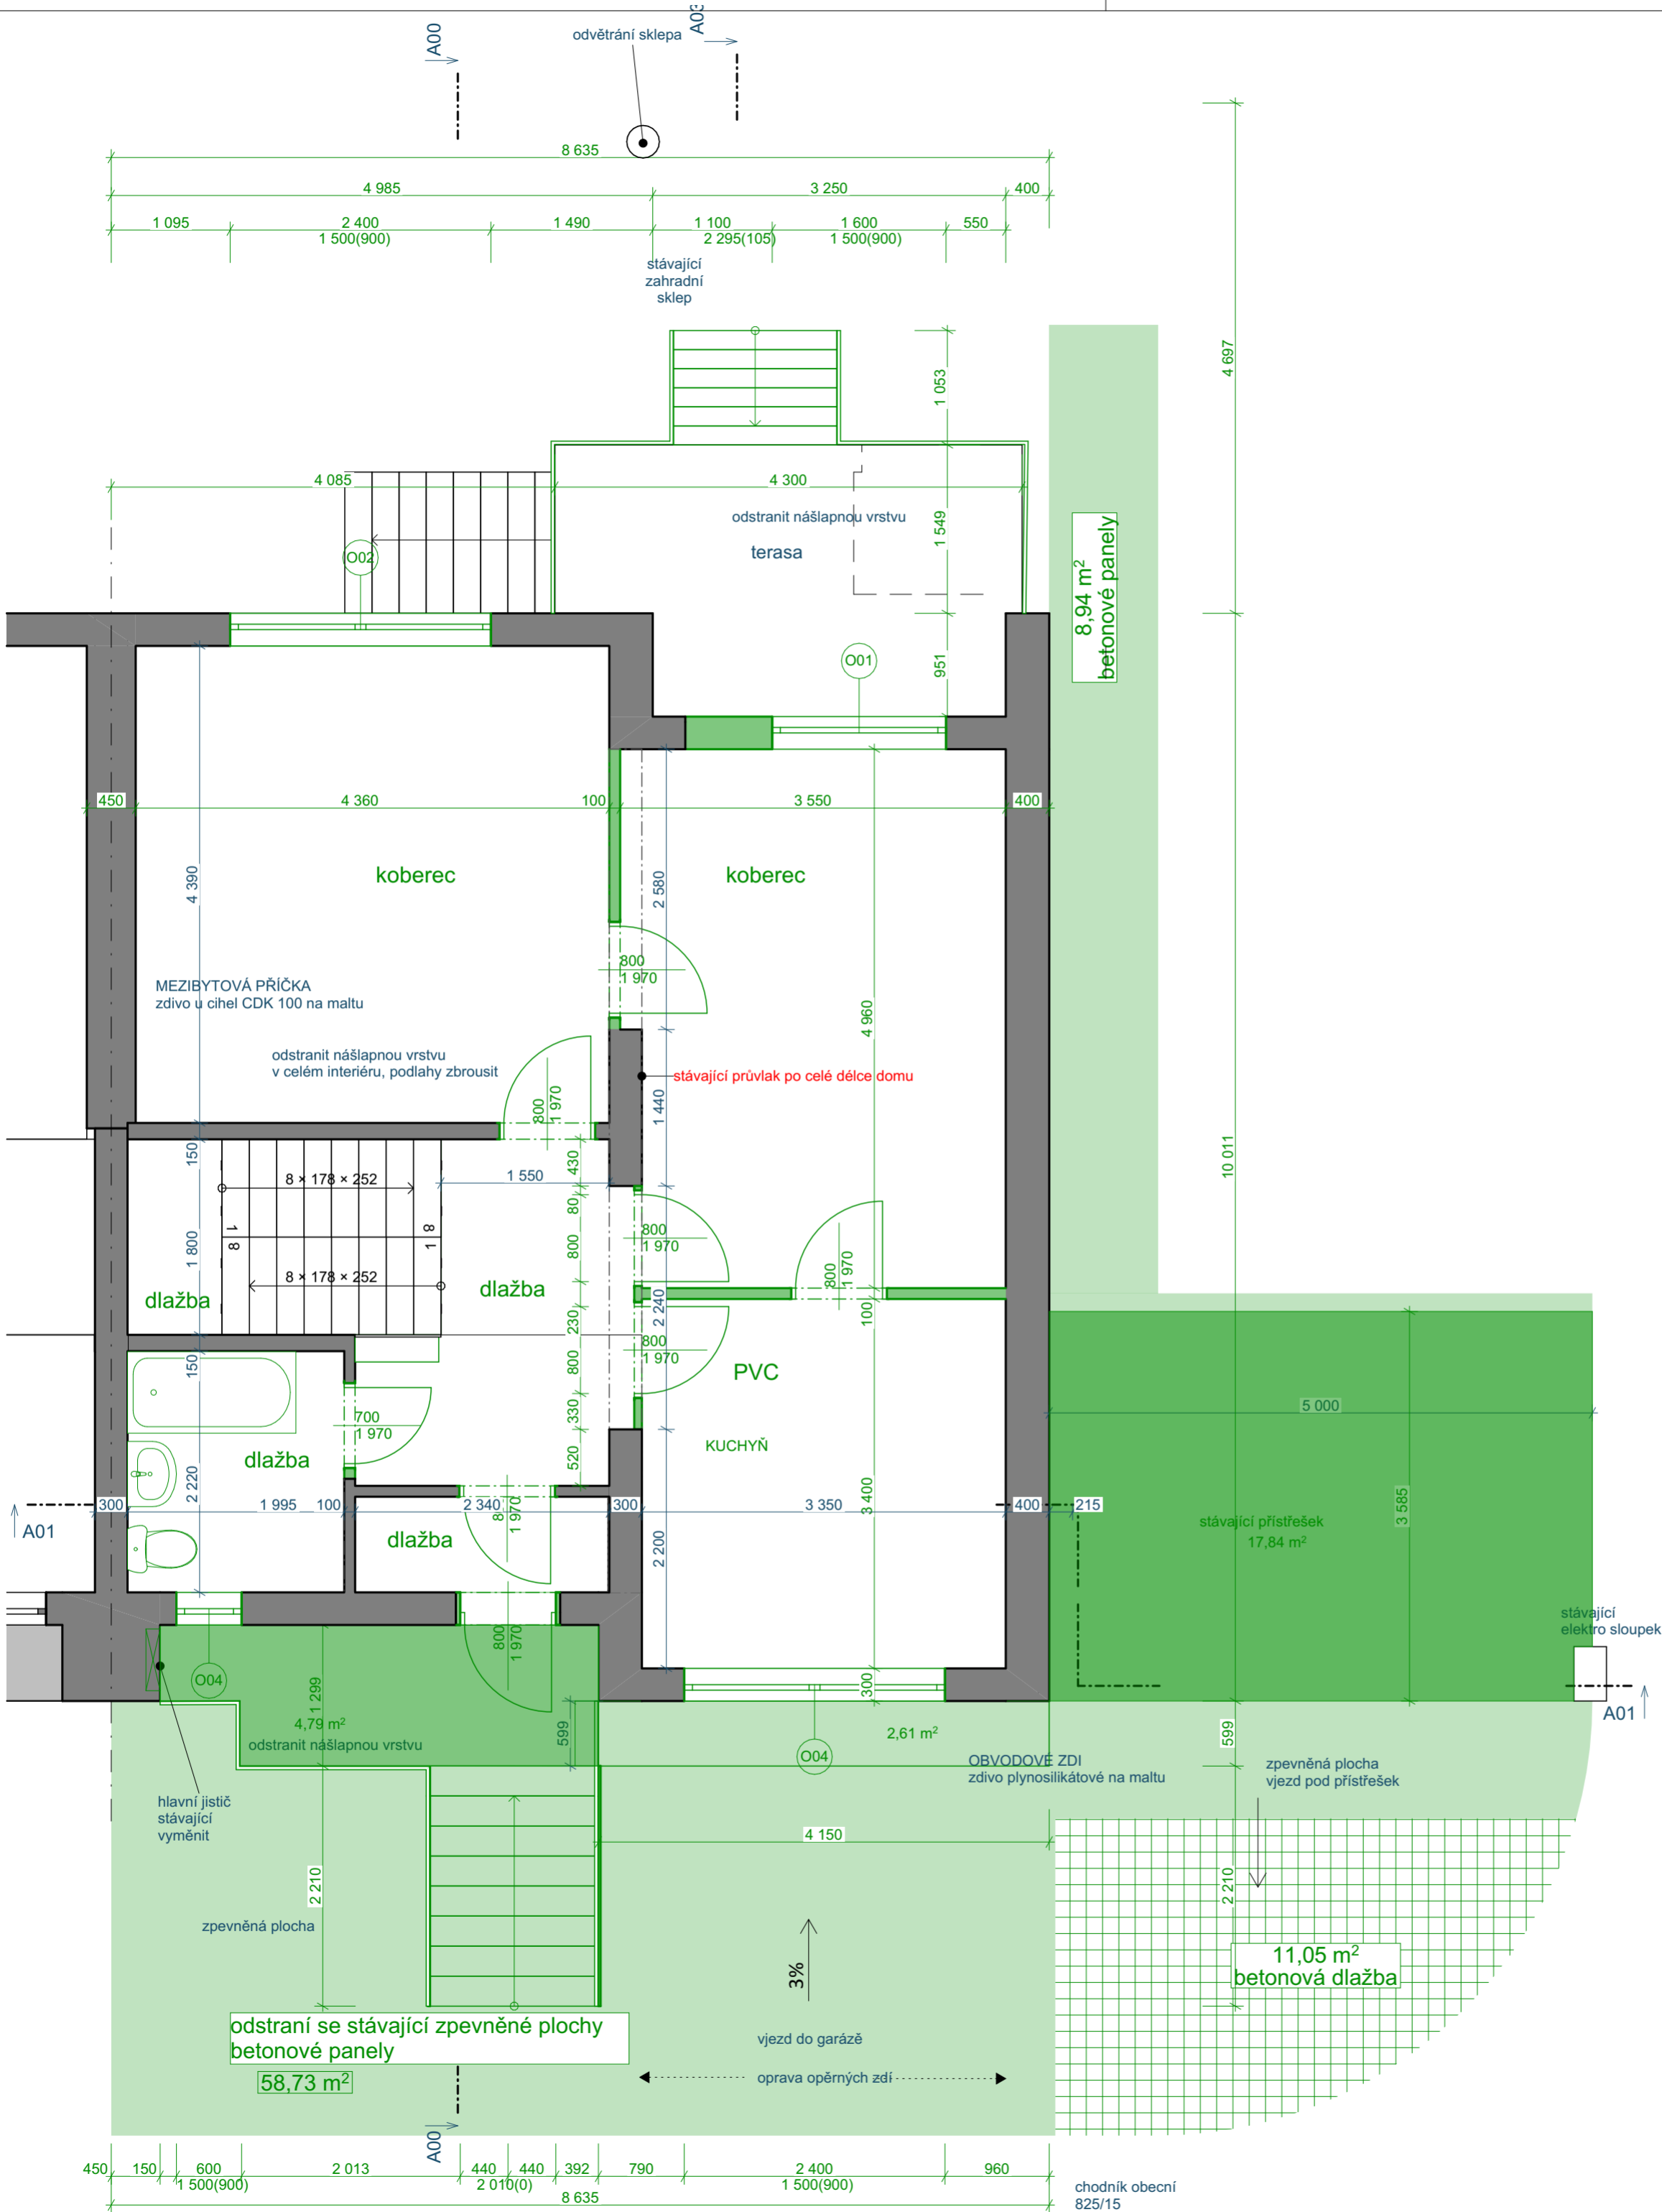 A00
odvětrání sklepa
A03
8 635
4 985
3 250
400
1 095
2 400
1 500(900)
1 490
1 100
2 295(105)
1 600
1 500(900)
550
stávající
zahradní
sklep
4 697
1 053
4 085
4 300
odstranit nášlapnou vrstvu
terasa
1 549
O02
8,94 m²
betonové panely
O01
951
450
4 360
100
3 550
400
4 390
koberec
koberec
2 580
800
1 970
MEZIBYTOVÁ PŘÍČKA
zdivo u cihel CDK 100 na maltu
4 960
odstranit nášlapnou vrstvu
v celém interiéru, podlahy zbrousit
stávající průvlak po celé délce domu
800
1 970
1 440
10 011
150
430
8 × 178 × 252
1 550
80
1 8
8 1
800
1 970
1 800
800
8 × 178 × 252
800
1 970
dlažba
dlažba
2 240
230
100
800
1 970
150
800
PVC
700
1 970
330
5 000
KUCHYŇ
dlažba
520
2 220
3 400
3 585
300
1 995
100
2 340
300
3 350
400
215
A01
8
1 970
stávající přístřešek
17,84 m²
dlažba
2 200
800
1 970
stávající
elektro sloupek
O04
300
1 299
4,79 m²
odstranit nášlapnou vrstvu
599
2,61 m²
599
A01
O04
OBVODOVÉ ZDI
zdivo plynosilikátové na maltu
zpevněná plocha
vjezd pod přístřešek
hlavní jistič
stávající
vyměnit
4 150
2 210
2 210
zpevněná plocha
3%
11,05 m²
betonová dlažba
odstraní se stávající zpevněné plochy
betonové panely
58,73 m²
vjezd do garázě
oprava opěrných zdí
A00
450
150
600
1 500(900)
2 013
440
440
2 010(0)
392
790
2 400
1 500(900)
960
8 635
chodník obecní
825/15